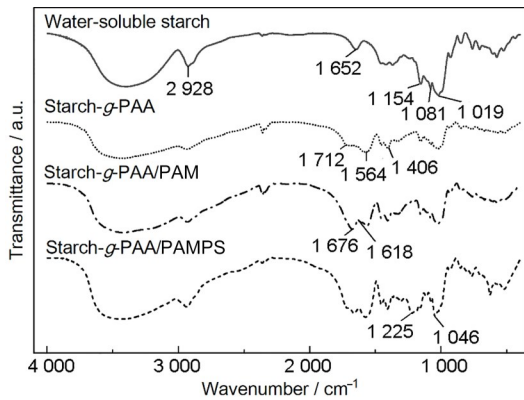 Water-soluble starch
2 928
1 652
1 154
1 081
1 019
Starch-g-PAA
1 712
1 564
1 406
Starch-g-PAA/PAM
1 676
1 618
Starch-g-PAA/PAMPS
1 225
1 046
Transmittance / a.u.
4 000
3 000
2 000
1 000
Wavenumber / cm⁻¹